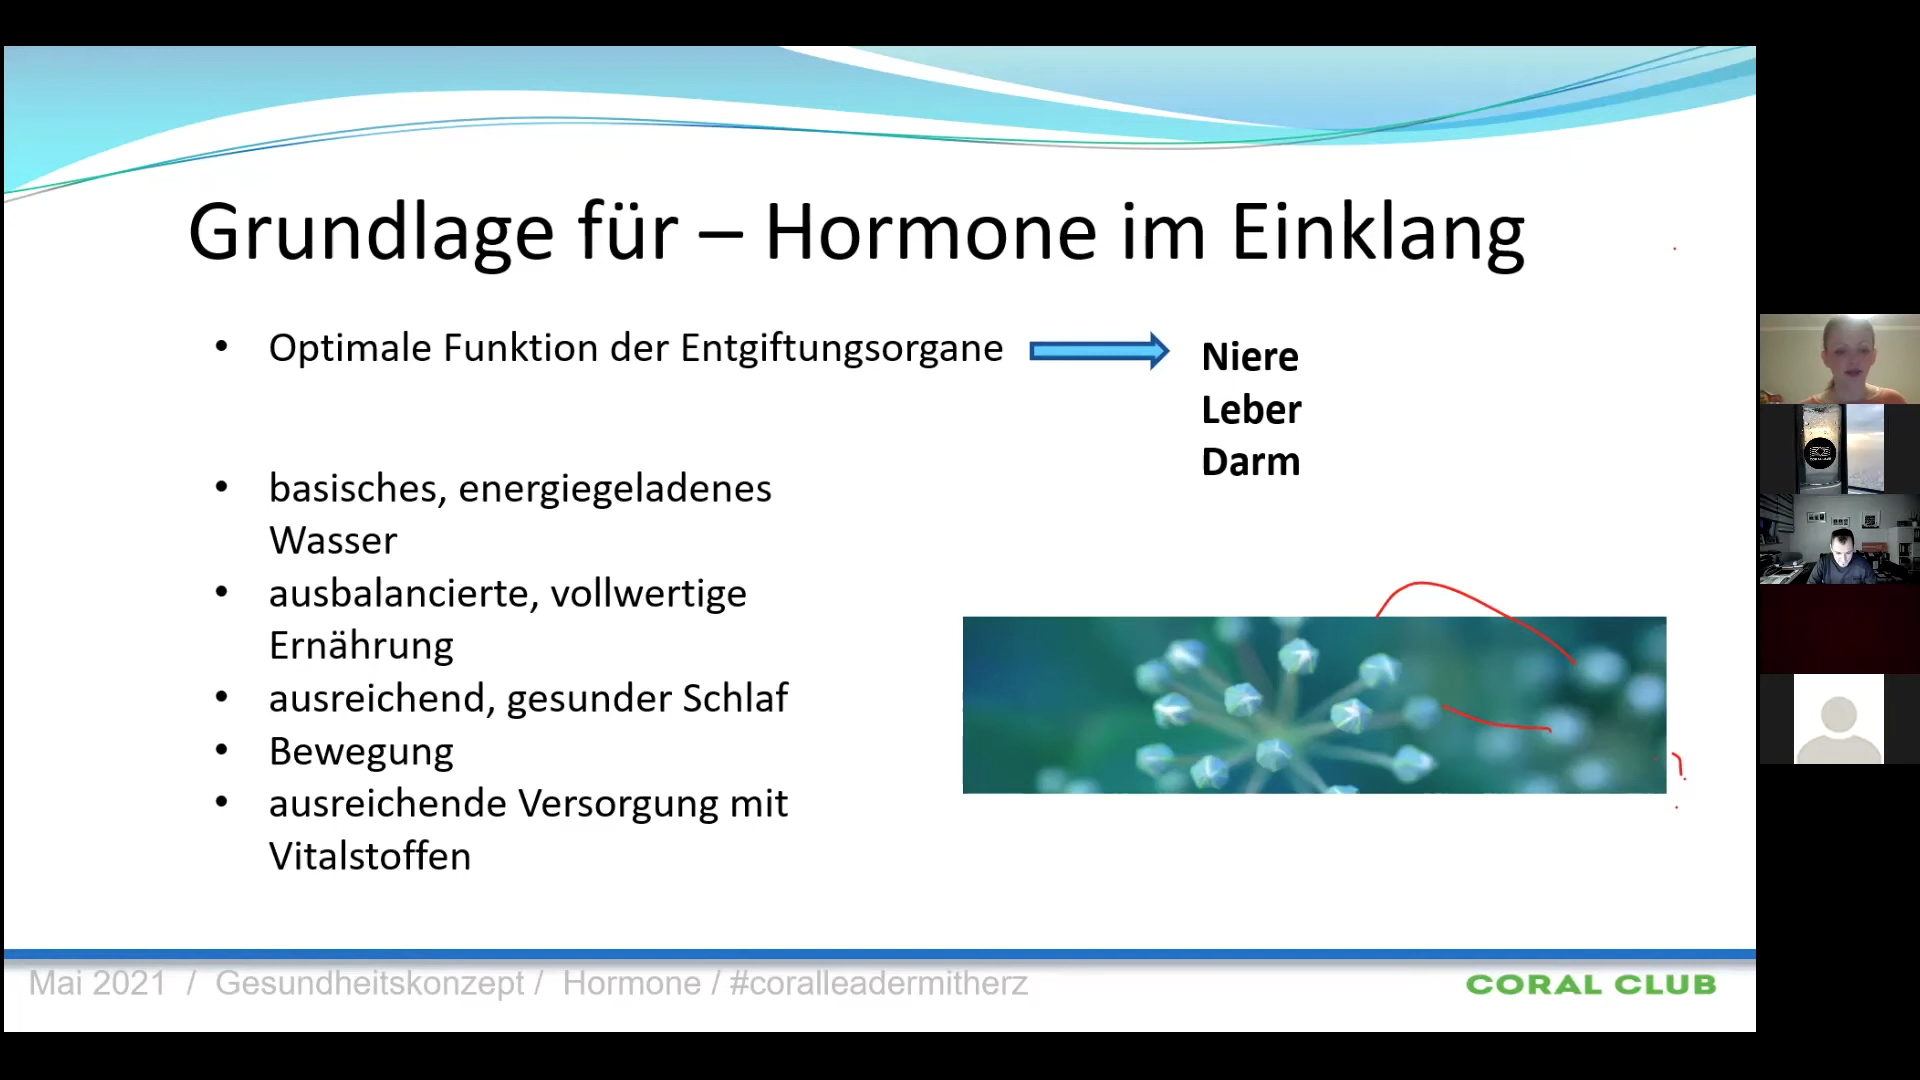 Grundlage für – Hormone im Einklang
• Optimale Funktion der Entgiftungsorgane
Niere
Leber
Darm
• basisches, energiegeladenes
Wasser
• ausbalancierte, vollwertige
Ernährung
• ausreichend, gesunder Schlaf
• Bewegung
• ausreichende Versorgung mit
Vitalstoffen
Mai 2021 / Gesundheitskonzept / Hormone / #coralleadermitherz
CORAL CLUB